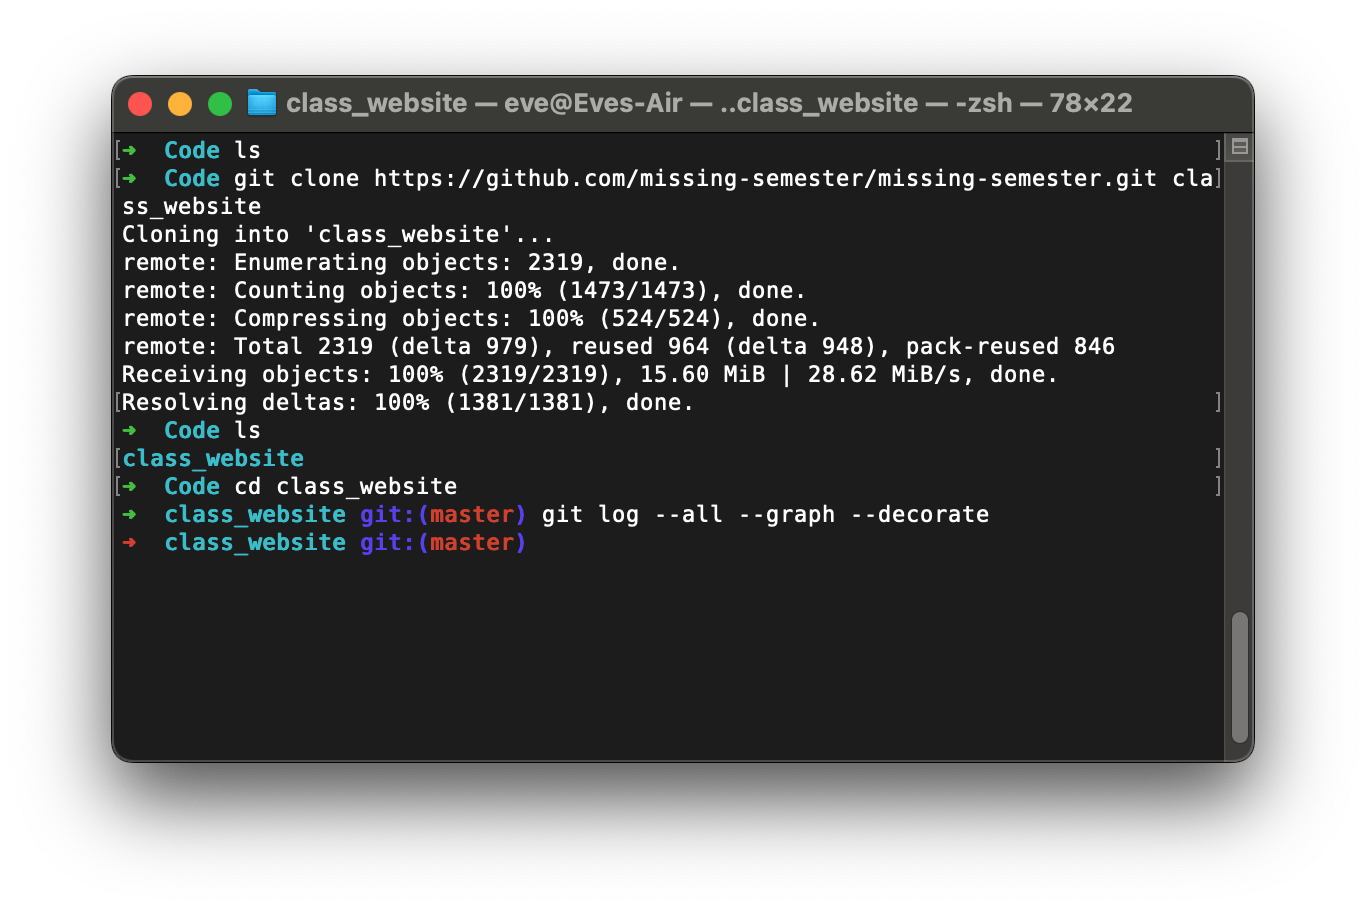 class_website — eve@Eves-Air — ..class_website — -zsh — 78×22
[➜  Code ls ]
[➜  Code git clone https://github.com/missing-semester/missing-semester.git cla]
ss_website
Cloning into 'class_website'...
remote: Enumerating objects: 2319, done.
remote: Counting objects: 100% (1473/1473), done.
remote: Compressing objects: 100% (524/524), done.
remote: Total 2319 (delta 979), reused 964 (delta 948), pack-reused 846
Receiving objects: 100% (2319/2319), 15.60 MiB | 28.62 MiB/s, done.
[Resolving deltas: 100% (1381/1381), done. ]
➜  Code ls
[class_website ]
[➜  Code cd class_website ]
➜  class_website git:(master) git log --all --graph --decorate
➜  class_website git:(master)